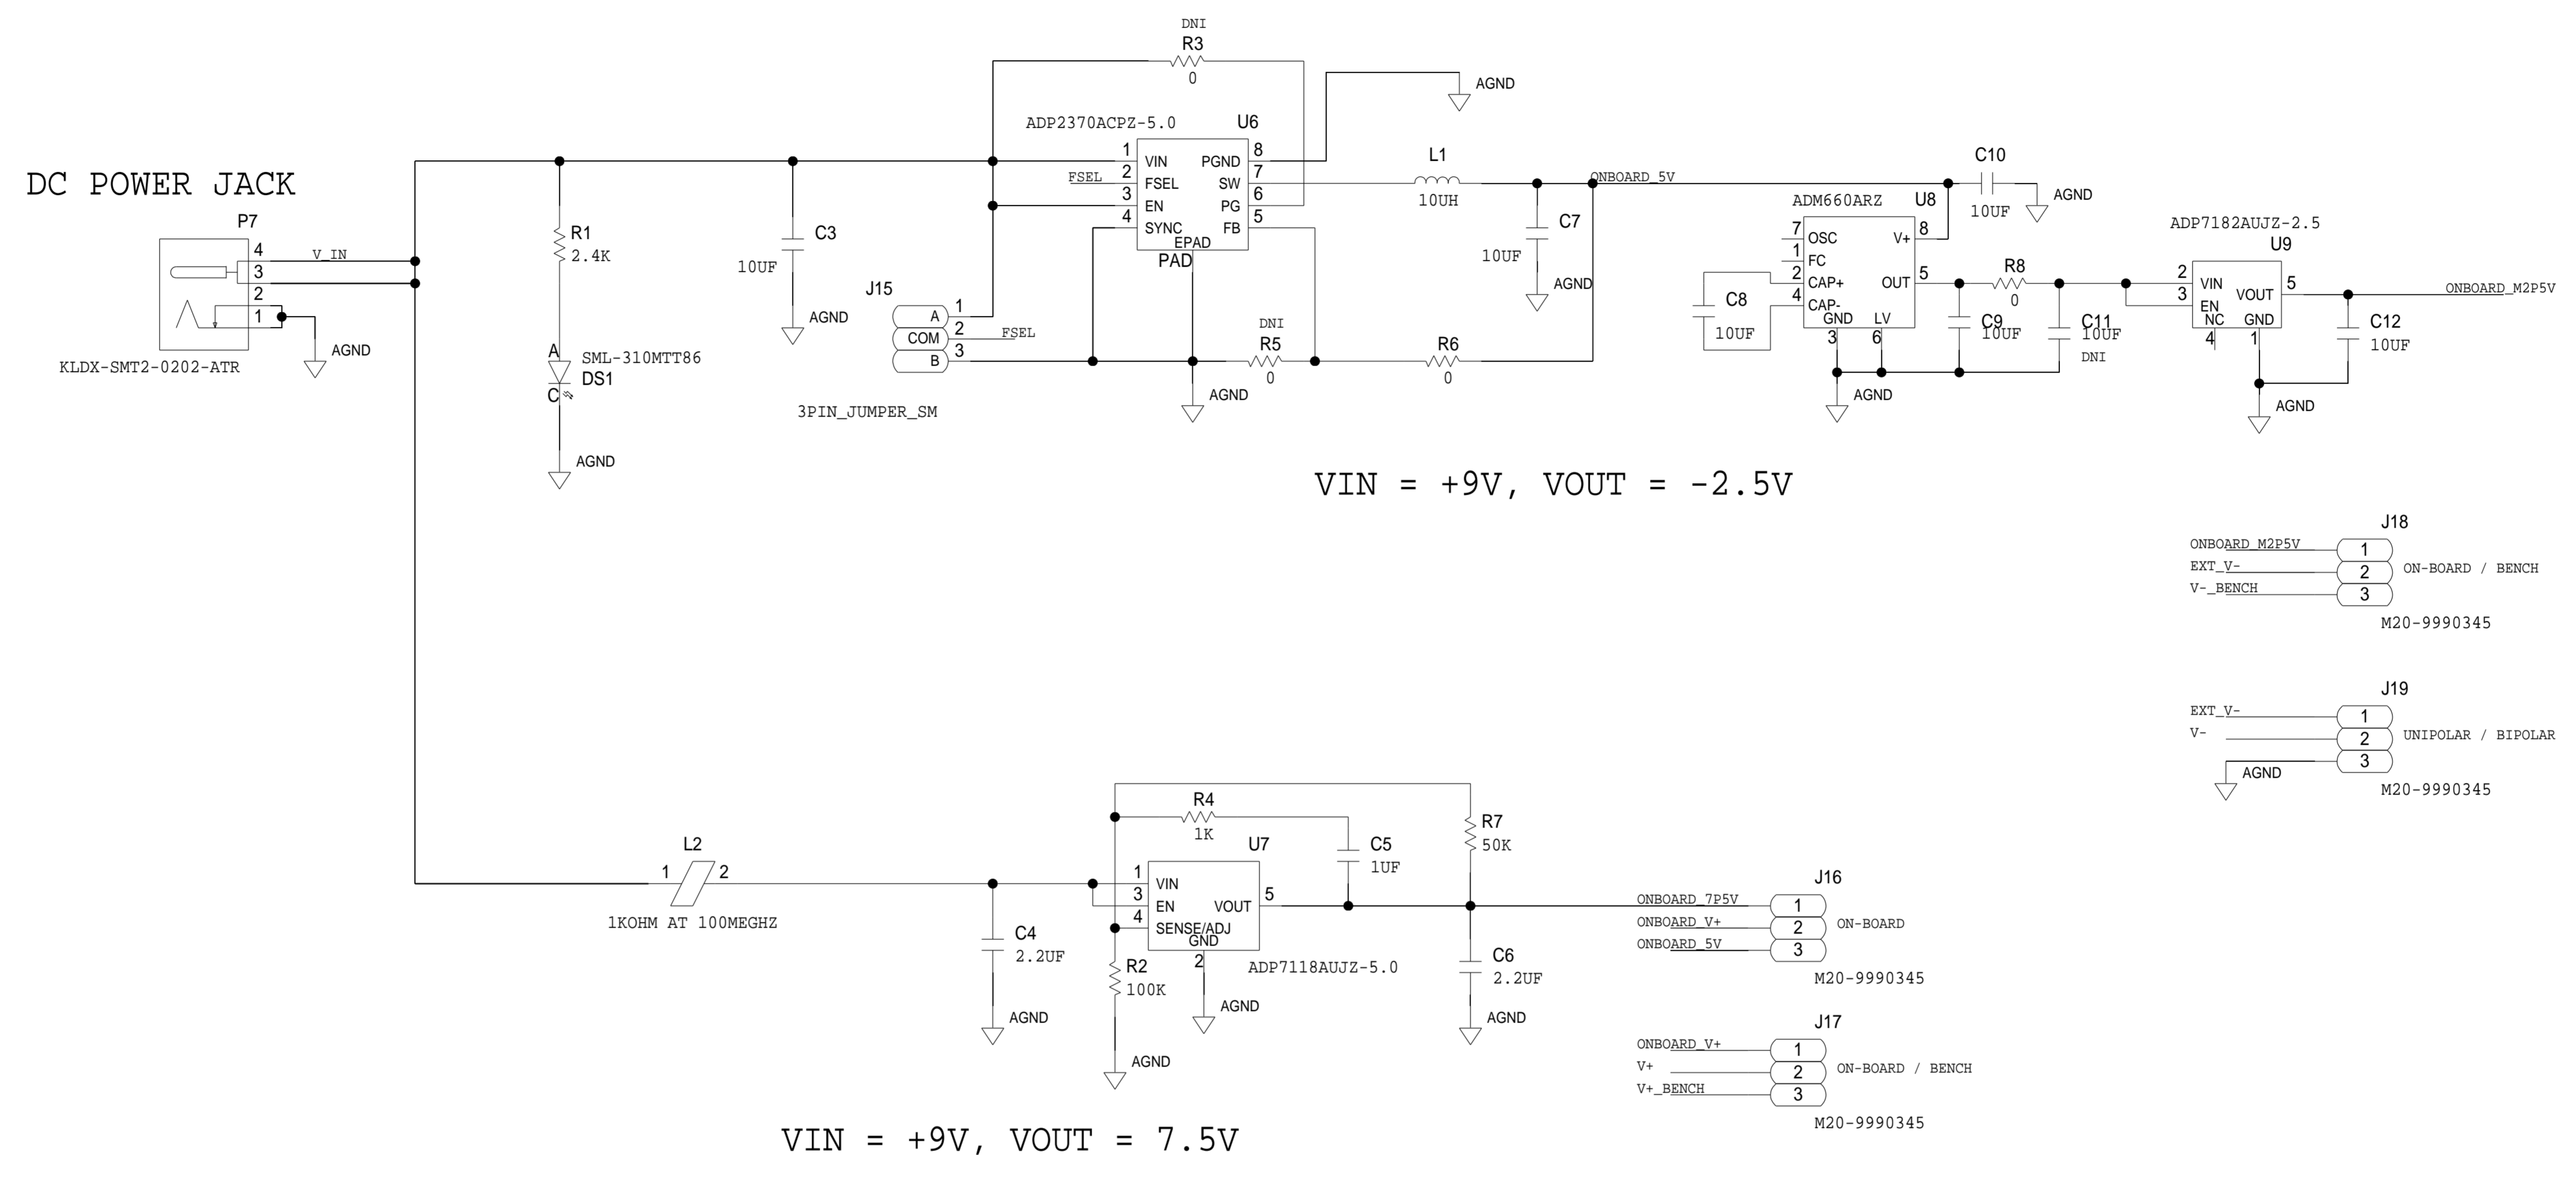 DNI
R3
0
AGND
ADP2370ACPZ-5.0
U6
1
VIN
PGND
8
2
FSEL
FSEL
SW
7
3
EN
PG
6
4
SYNC
FB
5
EPAD
PAD
L1
10UH
ONBOARD_5V
C7
10UF
AGND
C10
10UF
AGND
DC POWER JACK
P7
4
V_IN
3
2
1
AGND
KLDX-SMT2-0202-ATR
R1
2.4K
A
SML-310MTT86
DS1
C
AGND
C3
10UF
AGND
J15
A
1
COM
2
FSEL
B
3
3PIN_JUMPER_SM
DNI
R5
0
R6
0
AGND
ADM660ARZ
U8
7
OSC
V+
8
1
FC
2
CAP+
OUT
5
4
CAP-
GND
LV
3
6
C8
10UF
AGND
R8
0
C9
10UF
C11
10UF
DNI
ADP7182AUJZ-2.5
U9
2
VIN
3
EN
VOUT
5
NC
GND
4
1
ONBOARD_M2P5V
C12
10UF
AGND
VIN = +9V, VOUT = -2.5V
J18
ONBOARD_M2P5V
1
EXT_V-
2
ON-BOARD / BENCH
V-_BENCH
3
M20-9990345
J19
EXT_V-
1
V-
2
UNIPOLAR / BIPOLAR
AGND
3
M20-9990345
L2
1
2
1KOHM AT 100MEGHZ
C4
2.2UF
AGND
R4
1K
U7
1
VIN
3
EN
VOUT
5
4
SENSE/ADJ
GND
2
ADP7118AUJZ-5.0
AGND
R2
100K
AGND
C5
1UF
R7
50K
C6
2.2UF
AGND
J16
ONBOARD_7P5V
1
ONBOARD_V+
2
ON-BOARD
ONBOARD_5V
3
M20-9990345
J17
ONBOARD_V+
1
V+
2
ON-BOARD / BENCH
V+_BENCH
3
M20-9990345
VIN = +9V, VOUT = 7.5V